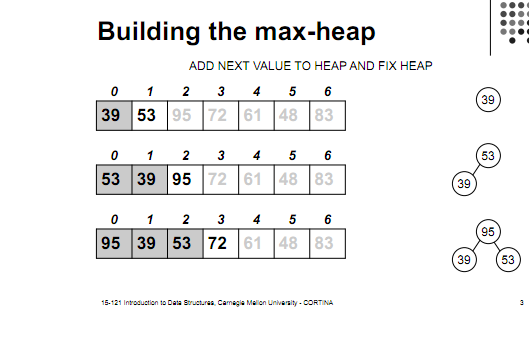 Building the max-heap
ADD NEXT VALUE TO HEAP AND FIX HEAP
0 1 2 3 4 5 6
39 53 95 72 61 48 83
39
0 1 2 3 4 5 6
53 39 95 72 61 48 83
53
39
0 1 2 3 4 5 6
95 39 53 72 61 48 83
95
39 53
15-121 Introduction to Data Structures, Carnegie Mellon University - CORTINA
3